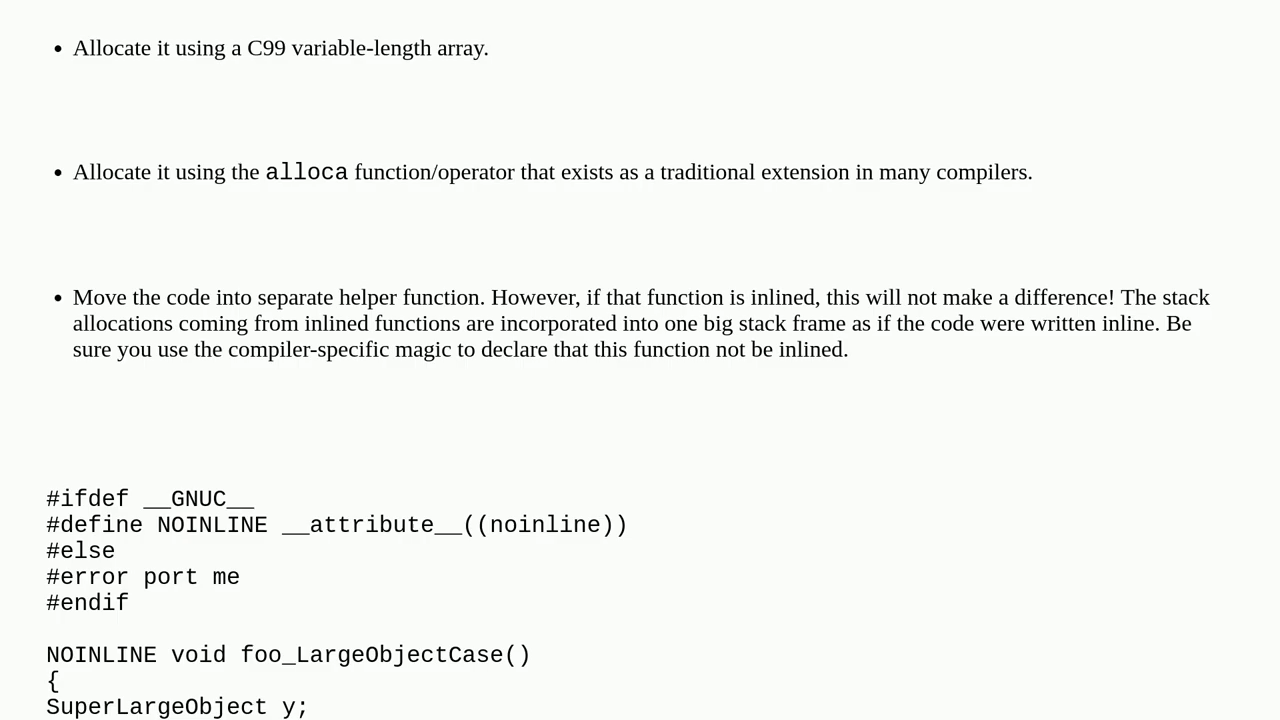 • Allocate it using a C99 variable-length array.
• Allocate it using the alloca function/operator that exists as a traditional extension in many compilers.
• Move the code into separate helper function. However, if that function is inlined, this will not make a difference! The stack
allocations coming from inlined functions are incorporated into one big stack frame as if the code were written inline. Be
sure you use the compiler-specific magic to declare that this function not be inlined.
#ifdef __GNUC__
#define NOINLINE __attribute__((noinline))
#else
#error port me
#endif
NOINLINE void foo_LargeObjectCase()
{
SuperLargeObject y;